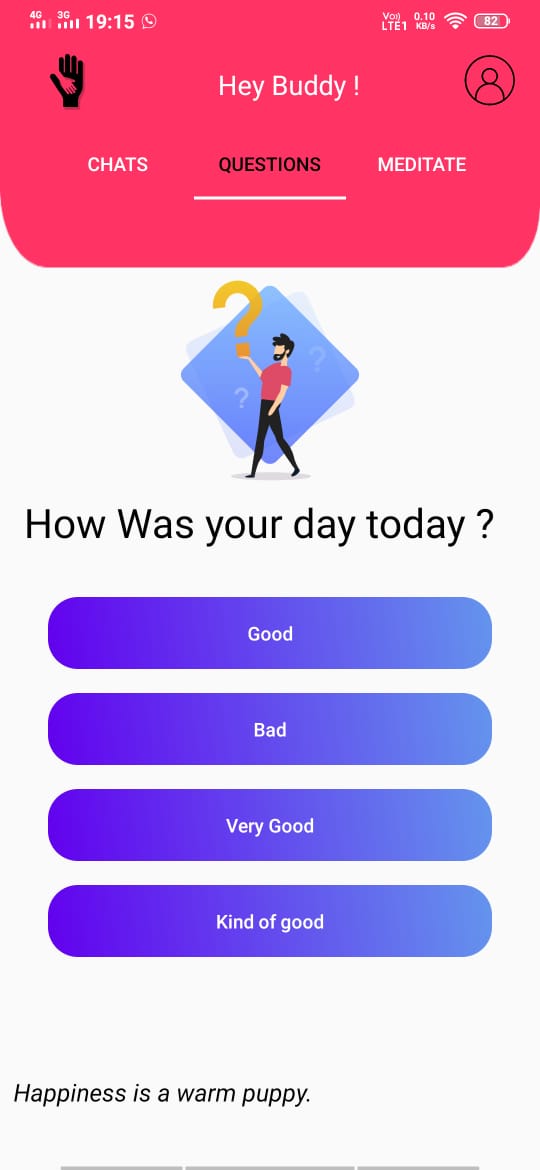 4G 3G 19:15 Vo)) LTE1 0.10 KB/s 82
Hey Buddy !
CHATS QUESTIONS MEDITATE
?
? ?
How Was your day today ?
Good
Bad
Very Good
Kind of good
Happiness is a warm puppy.